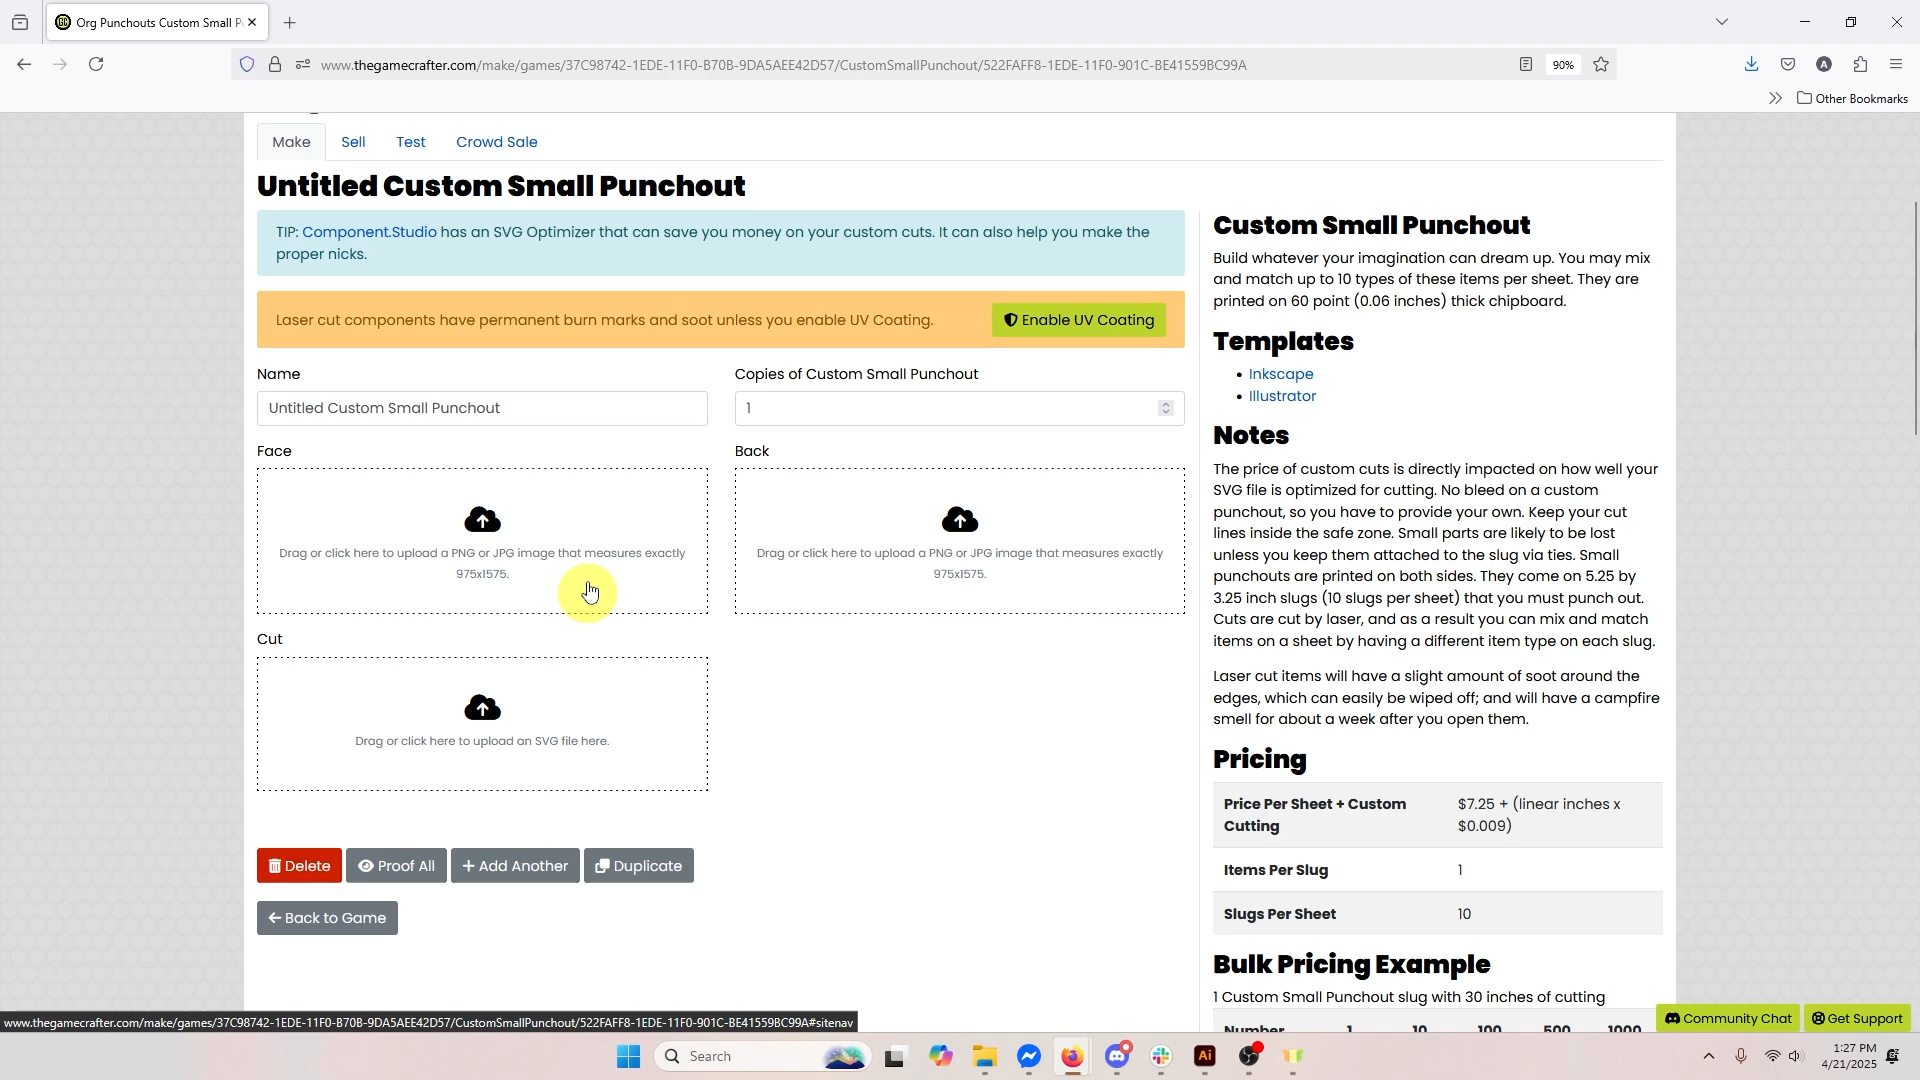 Org Punchouts Custom Small P
www.thegamecrafter.com/make/games/37C98742-1EDE-11F0-B70B-9DA5AEE42D57/CustomSmallPunchout/522FAFF8-1EDE-11F0-901C-BE41559BC99A
90%
A
Other Bookmarks
Make
Sell
Test
Crowd Sale
Untitled Custom Small Punchout
TIP: Component.Studio has an SVG Optimizer that can save you money on your custom cuts. It can also help you make the
proper nicks.
Laser cut components have permanent burn marks and soot unless you enable UV Coating.
Enable UV Coating
Name
Copies of Custom Small Punchout
Untitled Custom Small Punchout
1
Face
Back
Drag or click here to upload a PNG or JPG image that measures exactly
975x1575.
Drag or click here to upload a PNG or JPG image that measures exactly
975x1575.
Cut
Drag or click here to upload an SVG file here.
Delete
Proof All
+ Add Another
Duplicate
Back to Game
Custom Small Punchout
Build whatever your imagination can dream up. You may mix
and match up to 10 types of these items per sheet. They are
printed on 60 point (0.06 inches) thick chipboard.
Templates
• Inkscape
• Illustrator
Notes
The price of custom cuts is directly impacted on how well your
SVG file is optimized for cutting. No bleed on a custom
punchout, so you have to provide your own. Keep your cut
lines inside the safe zone. Small parts are likely to be lost
unless you keep them attached to the slug via ties. Small
punchouts are printed on both sides. They come on 5.25 by
3.25 inch slugs (10 slugs per sheet) that you must punch out.
Cuts are cut by laser, and as a result you can mix and match
items on a sheet by having a different item type on each slug.
Laser cut items will have a slight amount of soot around the
edges, which can easily be wiped off; and will have a campfire
smell for about a week after you open them.
Pricing
Price Per Sheet + Custom
Cutting
$7.25 + (linear inches x
$0.009)
Items Per Slug
1
Slugs Per Sheet
10
Bulk Pricing Example
1 Custom Small Punchout slug with 30 inches of cutting
Number 1 10 100 500 1000
Community Chat
Get Support
www.thegamecrafter.com/make/games/37C98742-1EDE-11F0-B70B-9DA5AEE42D57/CustomSmallPunchout/522FAFF8-1EDE-11F0-901C-BE41559BC99A#sitenav
Search
Ai
1:27 PM
4/21/2025